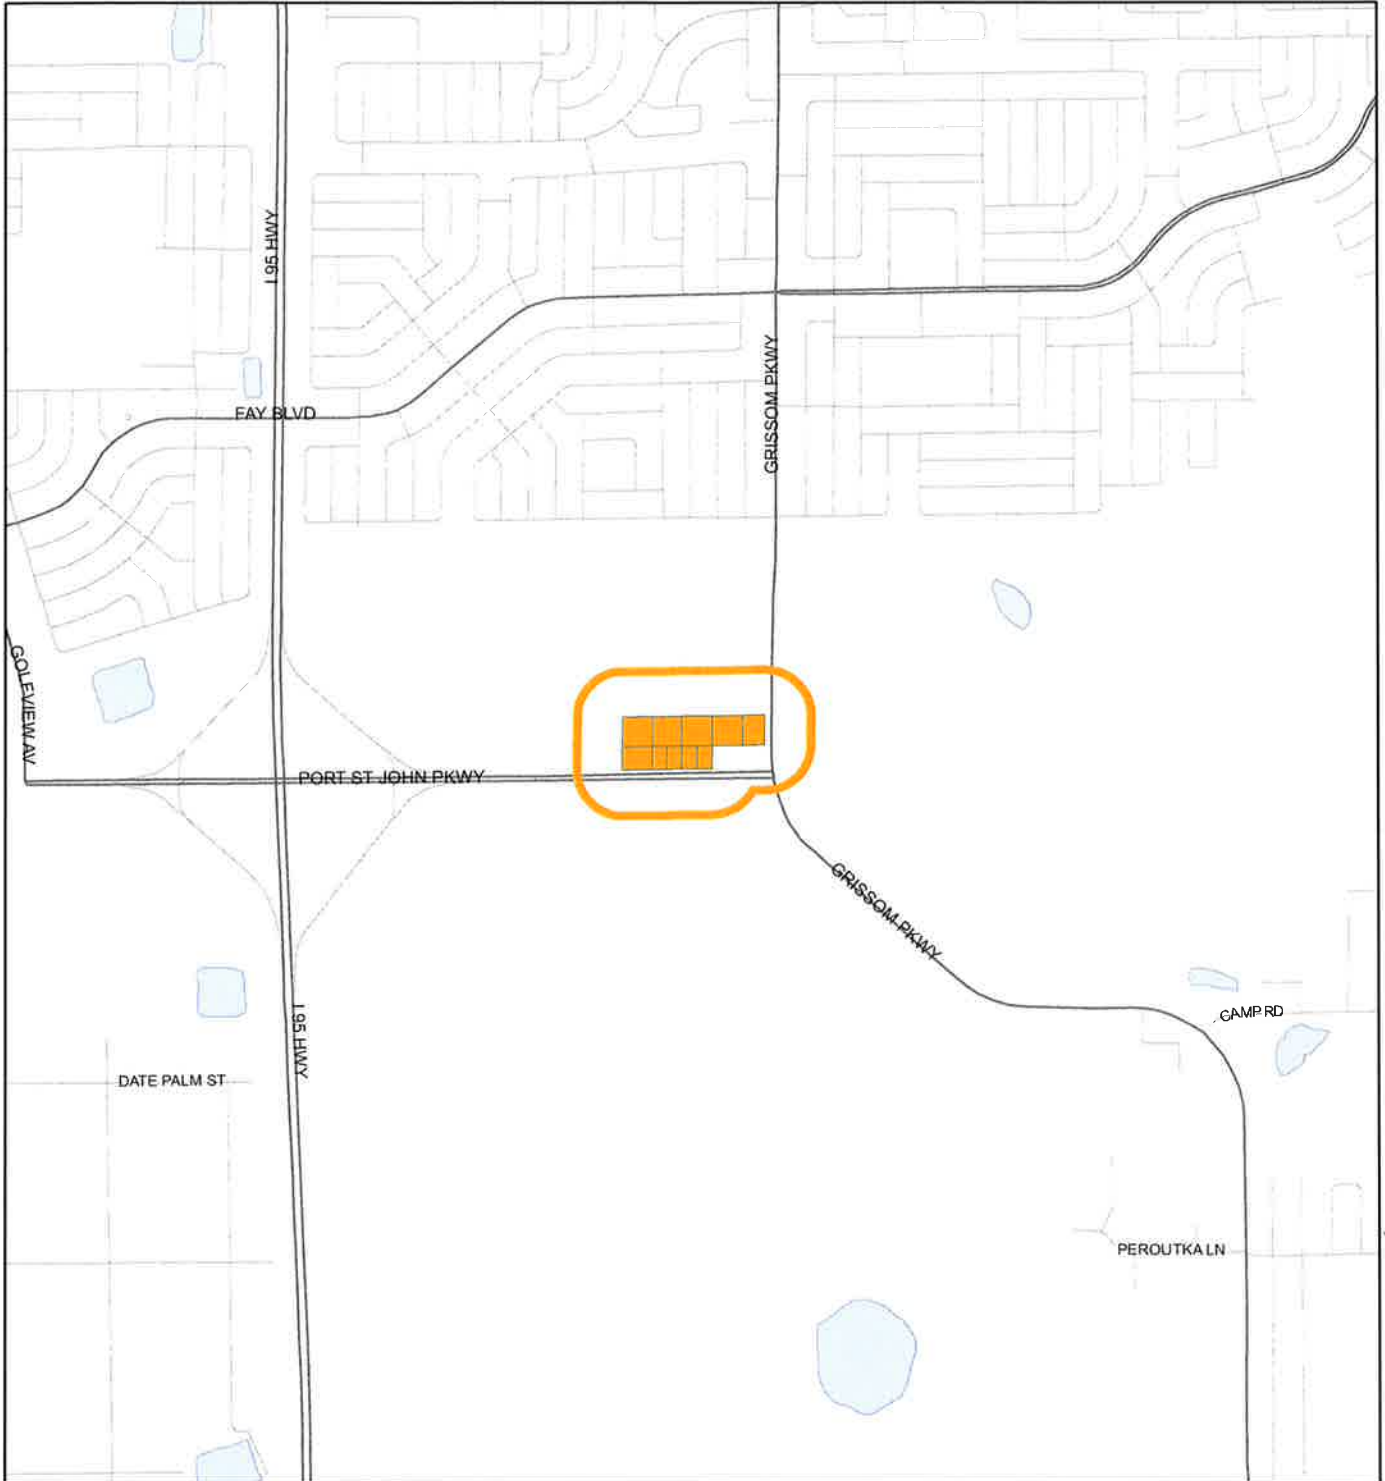 I 95 HWY
FAY BLVD
GRISSOM PKWY
GOLFVIEW AV
PORT ST JOHN PKWY
GRISSOM PKWY
I 95 HWY
CAMP RD
DATE PALM ST
PEROUTKA LN